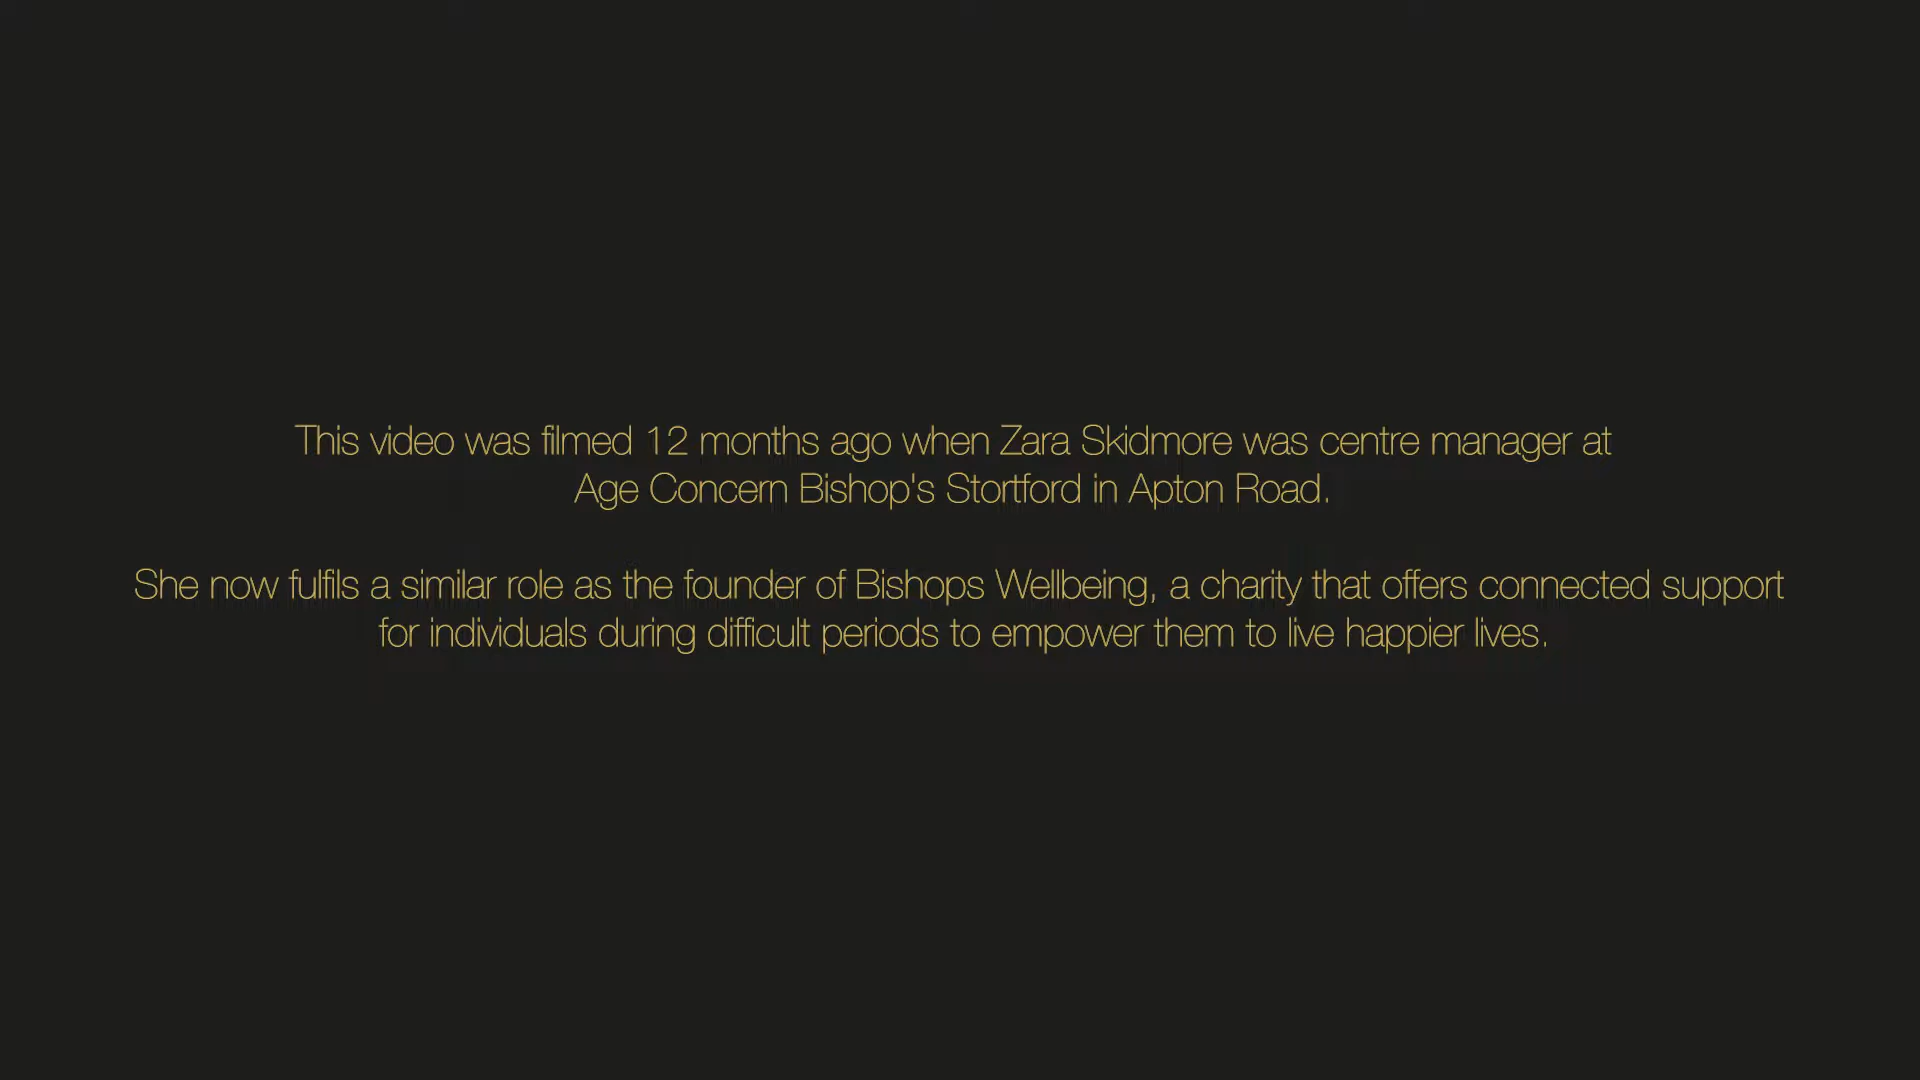 This video was filmed 12 months ago when Zara Skidmore was centre manager at
Age Concern Bishop's Stortford in Apton Road.
She now fulfils a similar role as the founder of Bishops Wellbeing, a charity that offers connected support
for individuals during difficult periods to empower them to live happier lives.